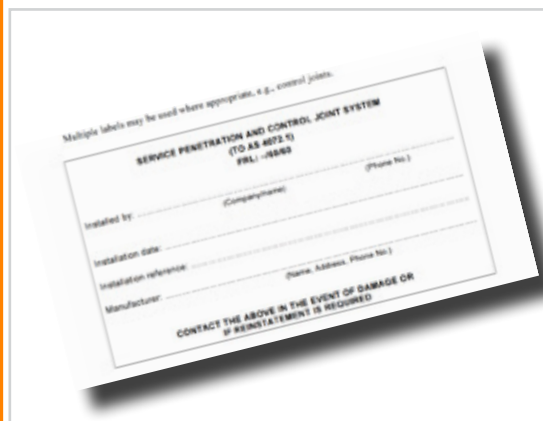 Multiple labels may be used where appropriate, e.g., control joints.
SERVICE PENETRATION AND CONTROL JOINT SYSTEM
(TO AS 4072.1)
FRL: –/60/60
Installed by:
(Company name) (Phone No.)
Installation date:
Installation reference:
Manufacturer:
(Name, Address, Phone No.)
CONTACT THE ABOVE IN THE EVENT OF DAMAGE OR
IF REINSTATEMENT IS REQUIRED